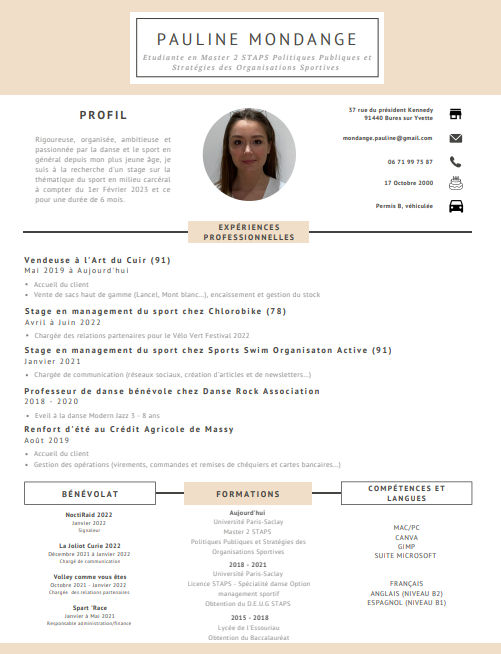 PAULINE MONDANGE
Etudiante en Master 2 STAPS Politiques Publiques et
Stratégies des Organisations Sportives
PROFIL
Rigoureuse, organisée, ambitieuse et
passionnée par la danse et le sport en
général depuis mon plus jeune âge, je
suis à la recherche d'un stage sur la
thématique du sport en milieu carcéral
à compter du 1er Février 2023 et ce
pour une durée de 6 mois.
37 rue du président Kennedy
91440 Bures sur Yvette
mondange.pauline@gmail.com
06 71 99 75 87
17 Octobre 2000
Permis B, véhiculée
EXPÉRIENCES
PROFESSIONNELLES
Vendeuse à l'Art du Cuir (91)
Mai 2019 à Aujourd'hui
• Accueil du client
• Vente de sacs haut de gamme (Lancel, Mont blanc...), encaissement et gestion du stock
Stage en management du sport chez Chlorobike (78)
Avril à Juin 2022
• Chargée des relations partenaires pour le Vélo Vert Festival 2022
Stage en management du sport chez Sports Swim Organisaton Active (91)
Janvier 2021
• Chargée de communication (réseaux sociaux, création d'articles et de newsletters...)
Professeur de danse bénévole chez Danse Rock Association
2018 - 2020
• Eveil à la danse Modern Jazz 3 - 8 ans
Renfort d'été au Crédit Agricole de Massy
Août 2019
• Accueil du client
• Gestion des opérations (virements, commandes et remises de chéquiers et cartes bancaires...)
BÉNÉVOLAT
NoctiRaid 2022
Janvier 2022
Signaleur
La Joliot Curie 2022
Décembre 2021 à Janvier 2022
Chargé de communication
Volley comme vous êtes
Octobre 2021 - Janvier 2022
Chargée des relations partenaires
Spart 'Race
Janvier à Mai 2021
Responsable administration/finance
FORMATIONS
Aujourd'hui
Université Paris-Saclay
Master 2 STAPS
Politiques Publiques et Stratégies des
Organisations Sportives
2018 - 2021
Université Paris-Saclay
Licence STAPS - Spécialité danse Option
management sportif
Obtention du D.E.U.G STAPS
2015 - 2018
Lycée de l'Essouriau
Obtention du Baccalauréat
COMPÉTENCES ET
LANGUES
MAC/PC
CANVA
GIMP
SUITE MICROSOFT
FRANÇAIS
ANGLAIS (NIVEAU B2)
ESPAGNOL (NIVEAU B1)